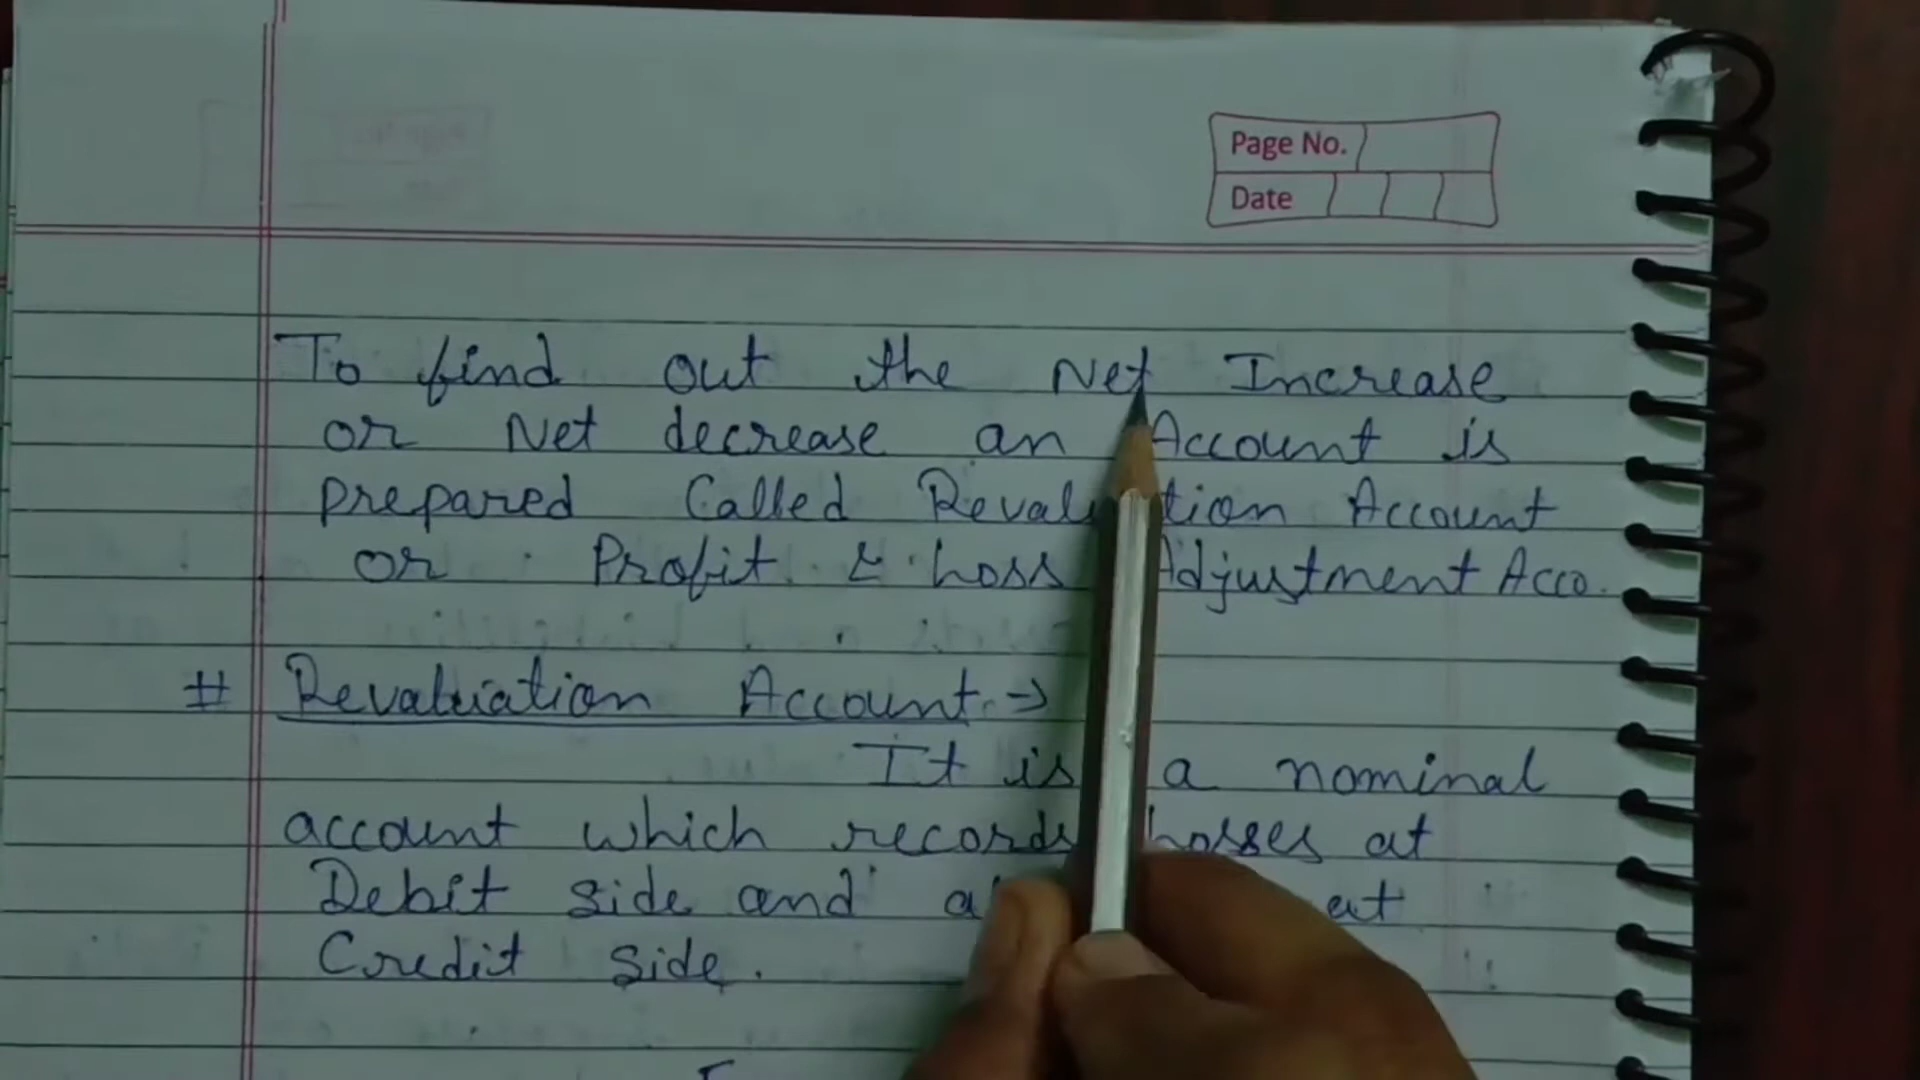 Page No.
Date
To find out the Net Increase
or Net decrease an Account is
prepared Called Revaluation Account
or Profit & Loss Adjustment Acco.
# Revaluation Account →
It is a nominal
account which records Losses at
Debit side and at
Credit side.